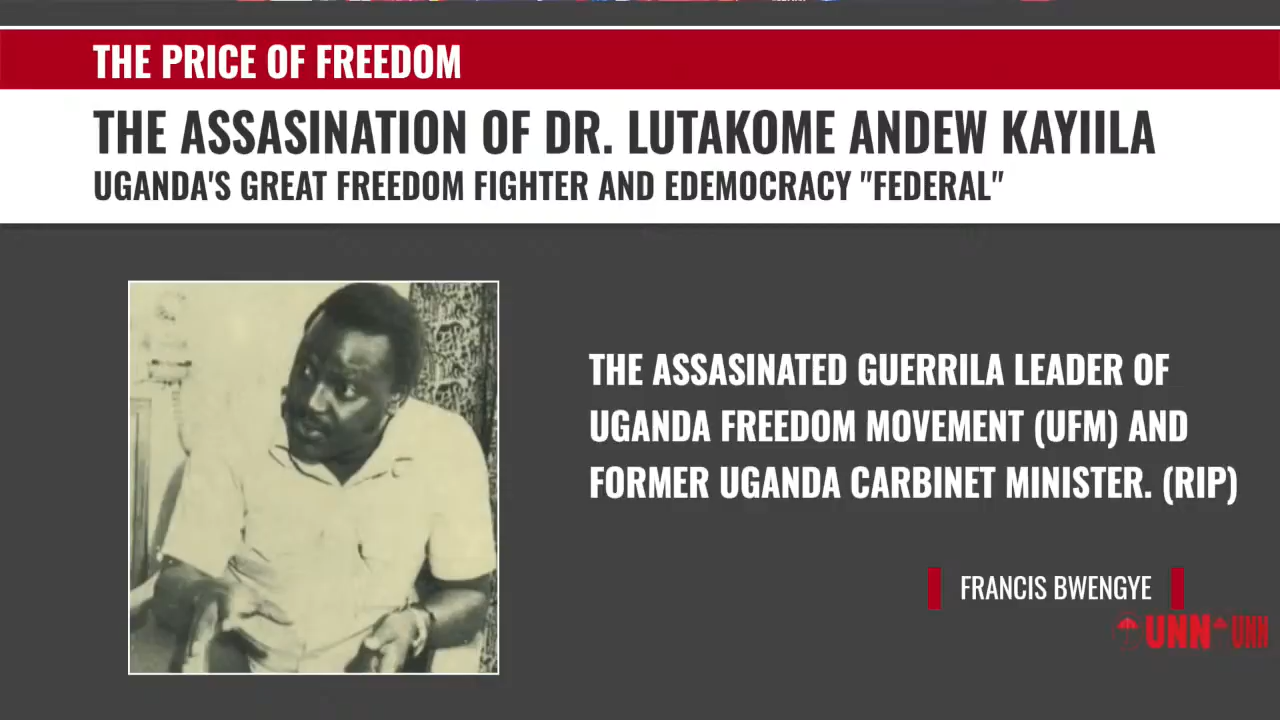 THE PRICE OF FREEDOM
THE ASSASINATION OF DR. LUTAKOME ANDEW KAYIILA
UGANDA'S GREAT FREEDOM FIGHTER AND EDEMOCRACY "FEDERAL"
THE ASSASINATED GUERRILA LEADER OF
UGANDA FREEDOM MOVEMENT (UFM) AND
FORMER UGANDA CARBINET MINISTER. (RIP)
FRANCIS BWENGYE
UNN UNN